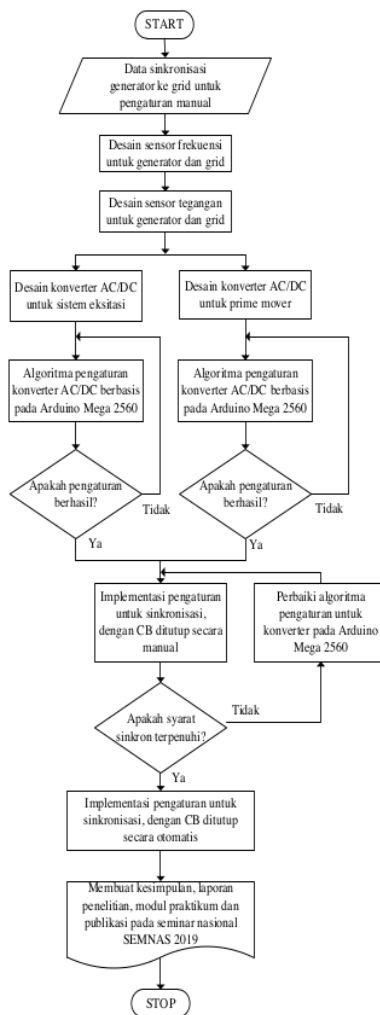 START
Data sinkronisasi
generator ke grid untuk
pengaturan manual
Desain sensor frekuensi
untuk generator dan grid
Desain sensor tegangan
untuk generator dan grid
Desain konverter AC/DC
untuk sistem eksitasi
Desain konverter AC/DC
untuk prime mover
Algoritma pengaturan
konverter AC/DC berbasis
pada Arduino Mega 2560
Algoritma pengaturan
konverter AC/DC berbasis
pada Arduino Mega 2560
Apakah pengaturan
berhasil?
Tidak
Apakah pengaturan
berhasil?
Tidak
Ya
Ya
Implementasi pengaturan
untuk sinkronisasi,
dengan CB ditutup secara
manual
Perbaiki algoritma
pengaturan untuk
konverter pada Arduino
Mega 2560
Apakah syarat
sinkron terpenuhi?
Tidak
Ya
Implementasi pengaturan untuk
sinkronisasi, dengan CB ditutup
secara otomatis
Membuat kesimpulan, laporan
penelitian, modul praktikum dan
publikasi pada seminar nasional
SEMNAS 2019
STOP